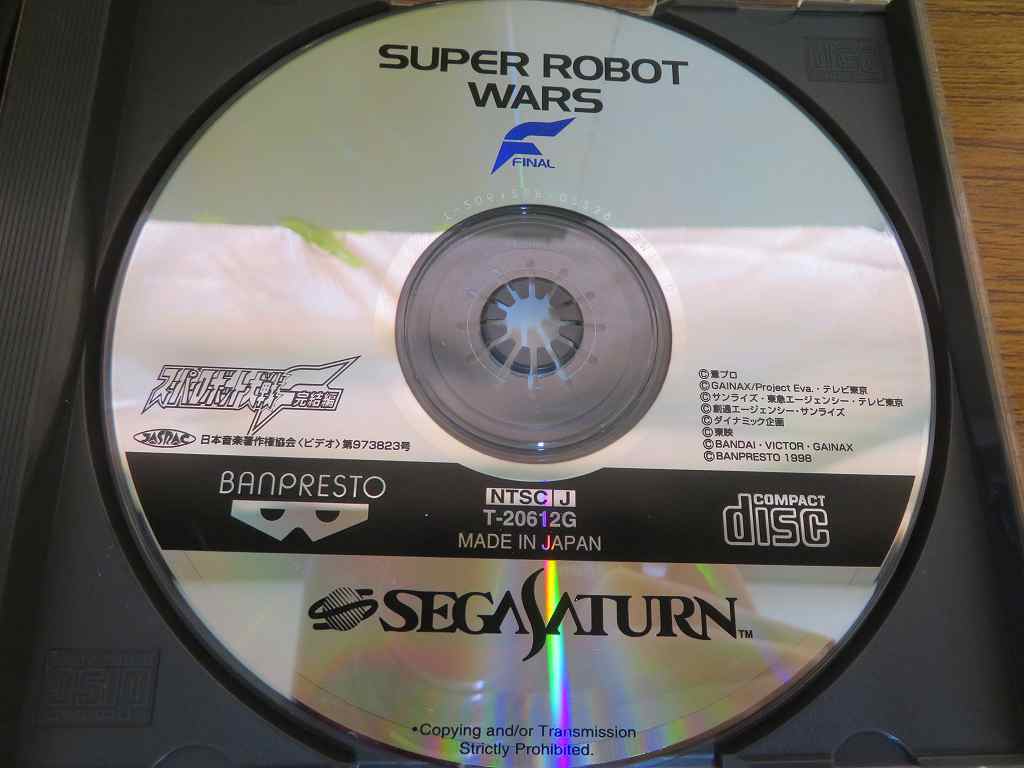 SUPER ROBOT
WARS
F
FINAL
スーパーロボット大戦F
完結編
JASRAC
日本音楽著作権協会〈ビデオ〉第973823号
©葦プロ
©GAINAX/Project Eva.・テレビ東京
©サンライズ・東急エージェンシー・テレビ東京
©創通エージェンシー・サンライズ
©ダイナミック企画
©東映
©BANDAI・VICTOR・GAINAX
©BANPRESTO 1998
BANPRESTO
NTSC J
T-20612G
MADE IN JAPAN
COMPACT
disc
SEGA SATURN™
•Copying and/or Transmission
Strictly Prohibited.
disc